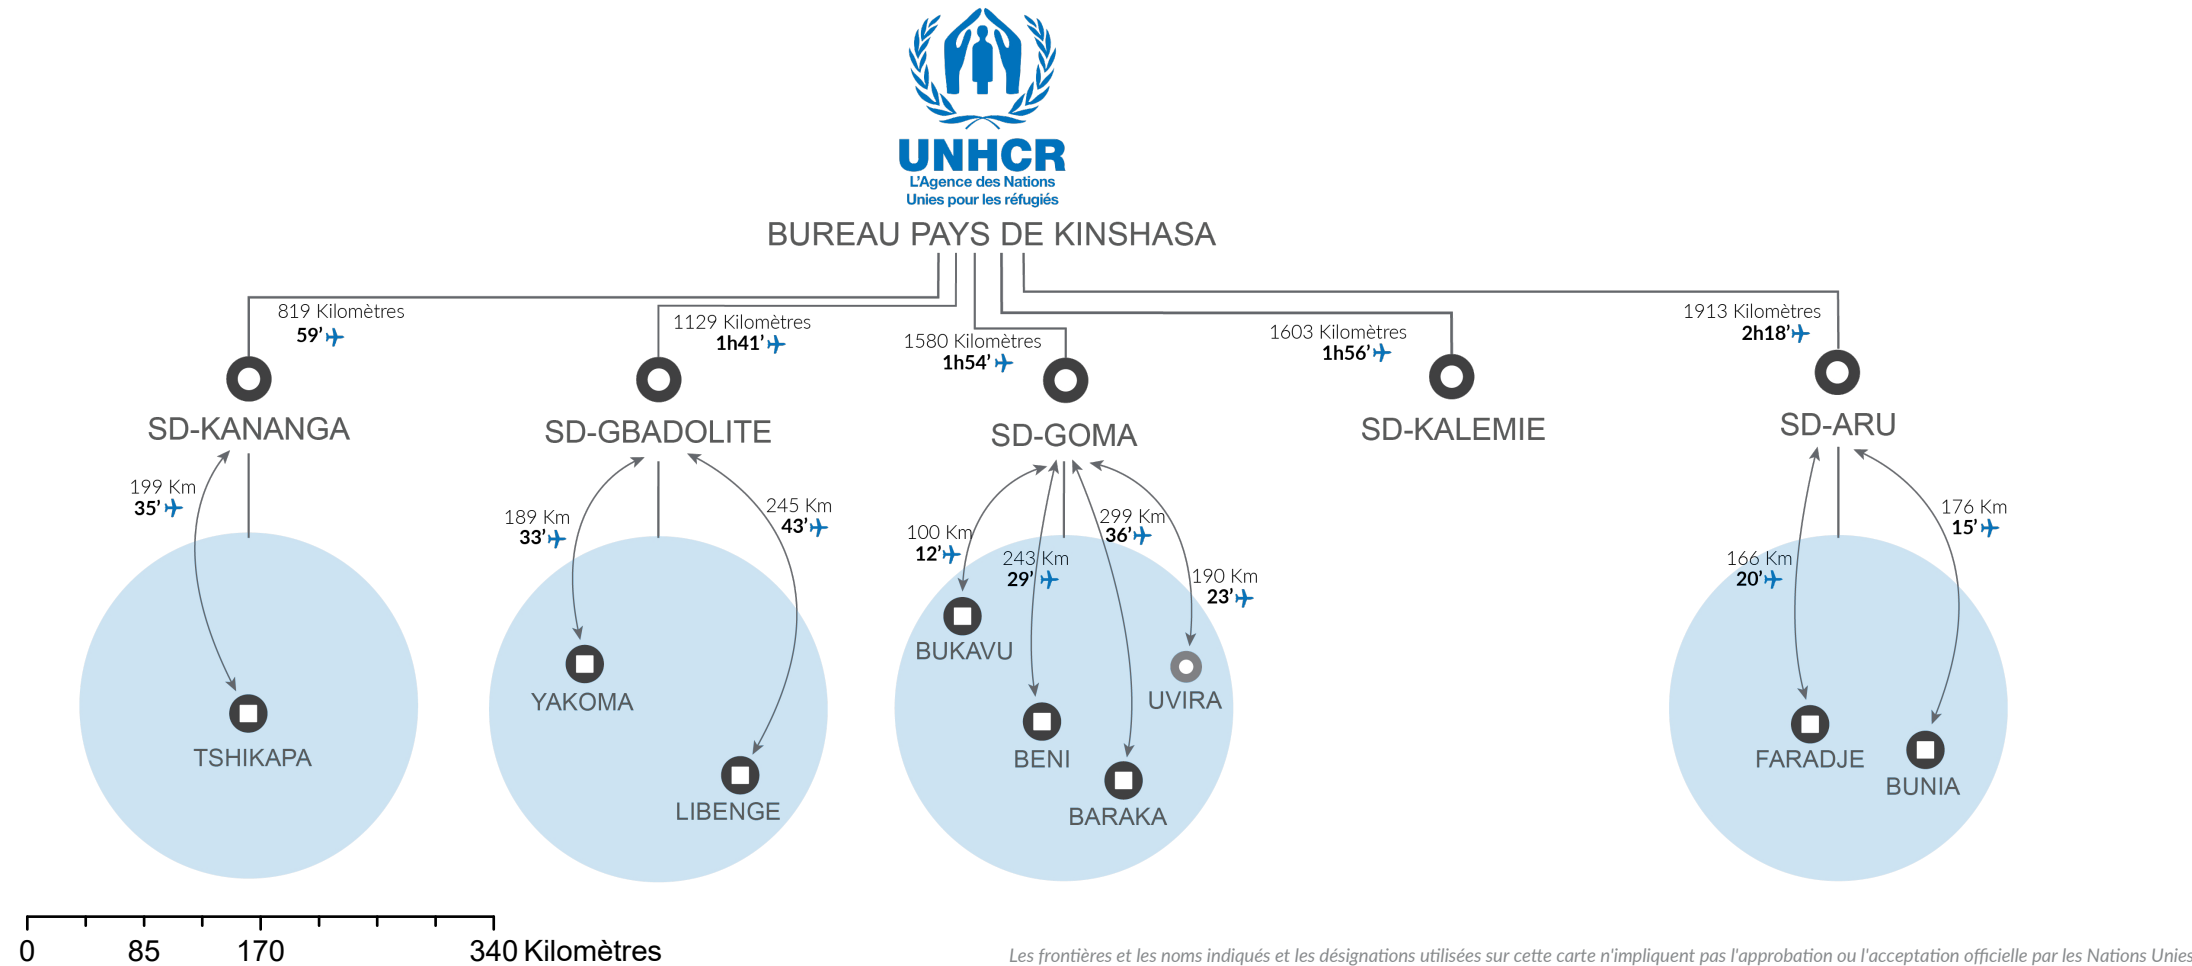 UNHCR
L'Agence des Nations
Unies pour les réfugiés
BUREAU PAYS DE KINSHASA
819 Kilomètres
59'
SD-KANANGA
1129 Kilomètres
1h41'
SD-GBADOLITE
1580 Kilomètres
1h54'
SD-GOMA
1603 Kilomètres
1h56'
SD-KALEMIE
1913 Kilomètres
2h18'
SD-ARU
199 Km
35'
TSHIKAPA
189 Km
33'
YAKOMA
245 Km
43'
LIBENGE
100 Km
12'
BUKAVU
243 Km
29'
BENI
299 Km
36'
BARAKA
190 Km
23'
UVIRA
166 Km
20'
FARADJE
176 Km
15'
BUNIA
0 85 170 340 Kilomètres
Les frontières et les noms indiqués et les désignations utilisées sur cette carte n'impliquent pas l'approbation ou l'acceptation officielle par les Nations Unies